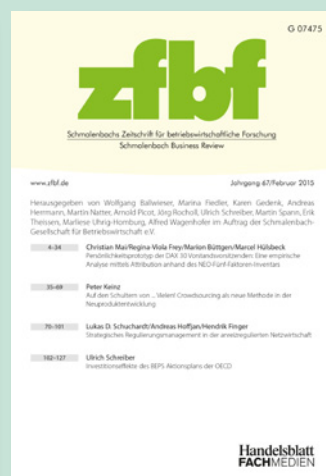 G 07475
zfbf
Schmalenbachs Zeitschrift für betriebswirtschaftliche Forschung
Schmalenbach Business Review
www.zfbf.de Jahrgang 67/Februar 2015
Herausgegeben von Wolfgang Ballwieser, Marina Fiedler, Karen Gedenk, Andreas
Herrmann, Martin Natter, Arnold Picot, Jörg Rocholl, Ulrich Schreiber, Martin Spann, Erik
Theissen, Marliese Uhrig-Homburg, Alfred Wagenhofer im Auftrag der Schmalenbach-
Gesellschaft für Betriebswirtschaft e.V.
4–34 Christian Mai/Regina-Viola Frey/Marion Büttgen/Marcel Hülsbeck
Persönlichkeitsprototyp der DAX 30 Vorstandsvorsitzenden: Eine empirische
Analyse mittels Attribution anhand des NEO-Fünf-Faktoren-Inventars
35–69 Peter Keinz
Auf den Schultern von ... Vielen! Crowdsourcing als neue Methode in der
Neuproduktentwicklung
70–101 Lukas D. Schuchardt/Andreas Hoffjan/Hendrik Finger
Strategisches Regulierungsmanagement in der anreizregulierten Netzwirtschaft
102–127 Ulrich Schreiber
Investitionseffekte des BEPS Aktionsplans der OECD
Handelsblatt
FACHMEDIEN